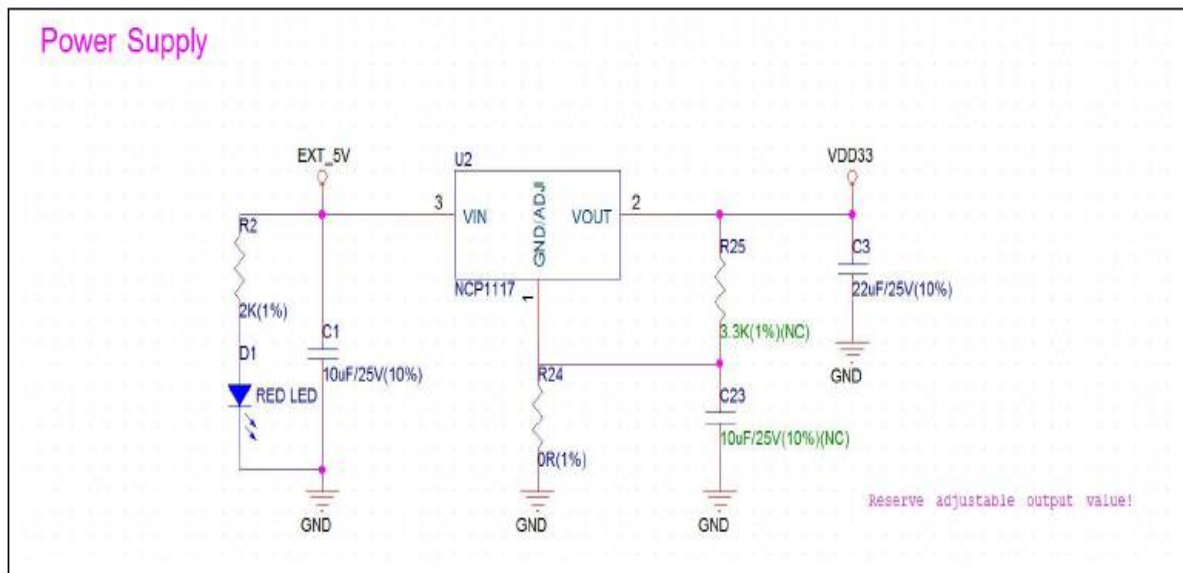 Power Supply
EXT_5V
U2
VDD33
3
VIN
GND/ADJ
VOUT
2
R2
R25
C3
NCP1117
1
22uF/25V(10%)
2K(1%)
C1
3.3K(1%)(NC)
D1
10uF/25V(10%)
R24
GND
RED LED
C23
10uF/25V(10%)(NC)
0R(1%)
Reserve adjustable output value!
GND
GND
GND